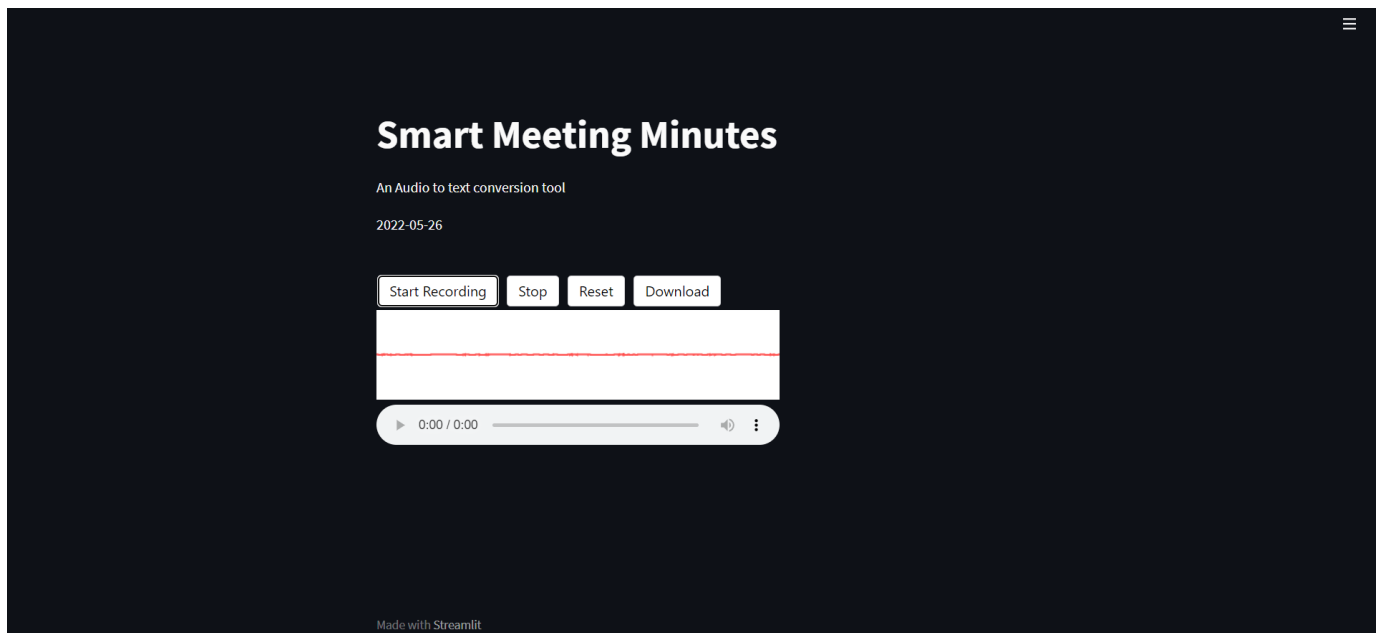 Smart Meeting Minutes
An Audio to text conversion tool
2022-05-26
Start Recording Stop Reset Download
0:00 / 0:00
Made with Streamlit